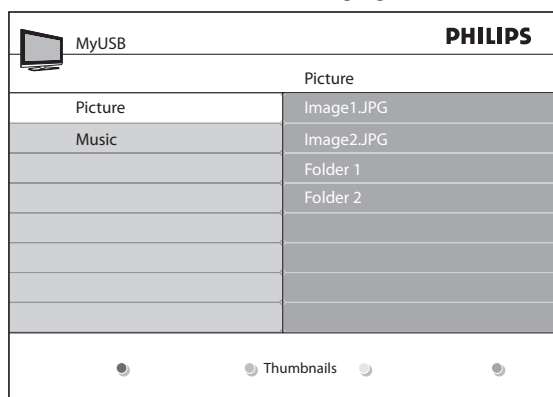 MyUSB
PHILIPS
Picture
Picture
Image1.JPG
Music
Image2.JPG
Folder 1
Folder 2
Thumbnails